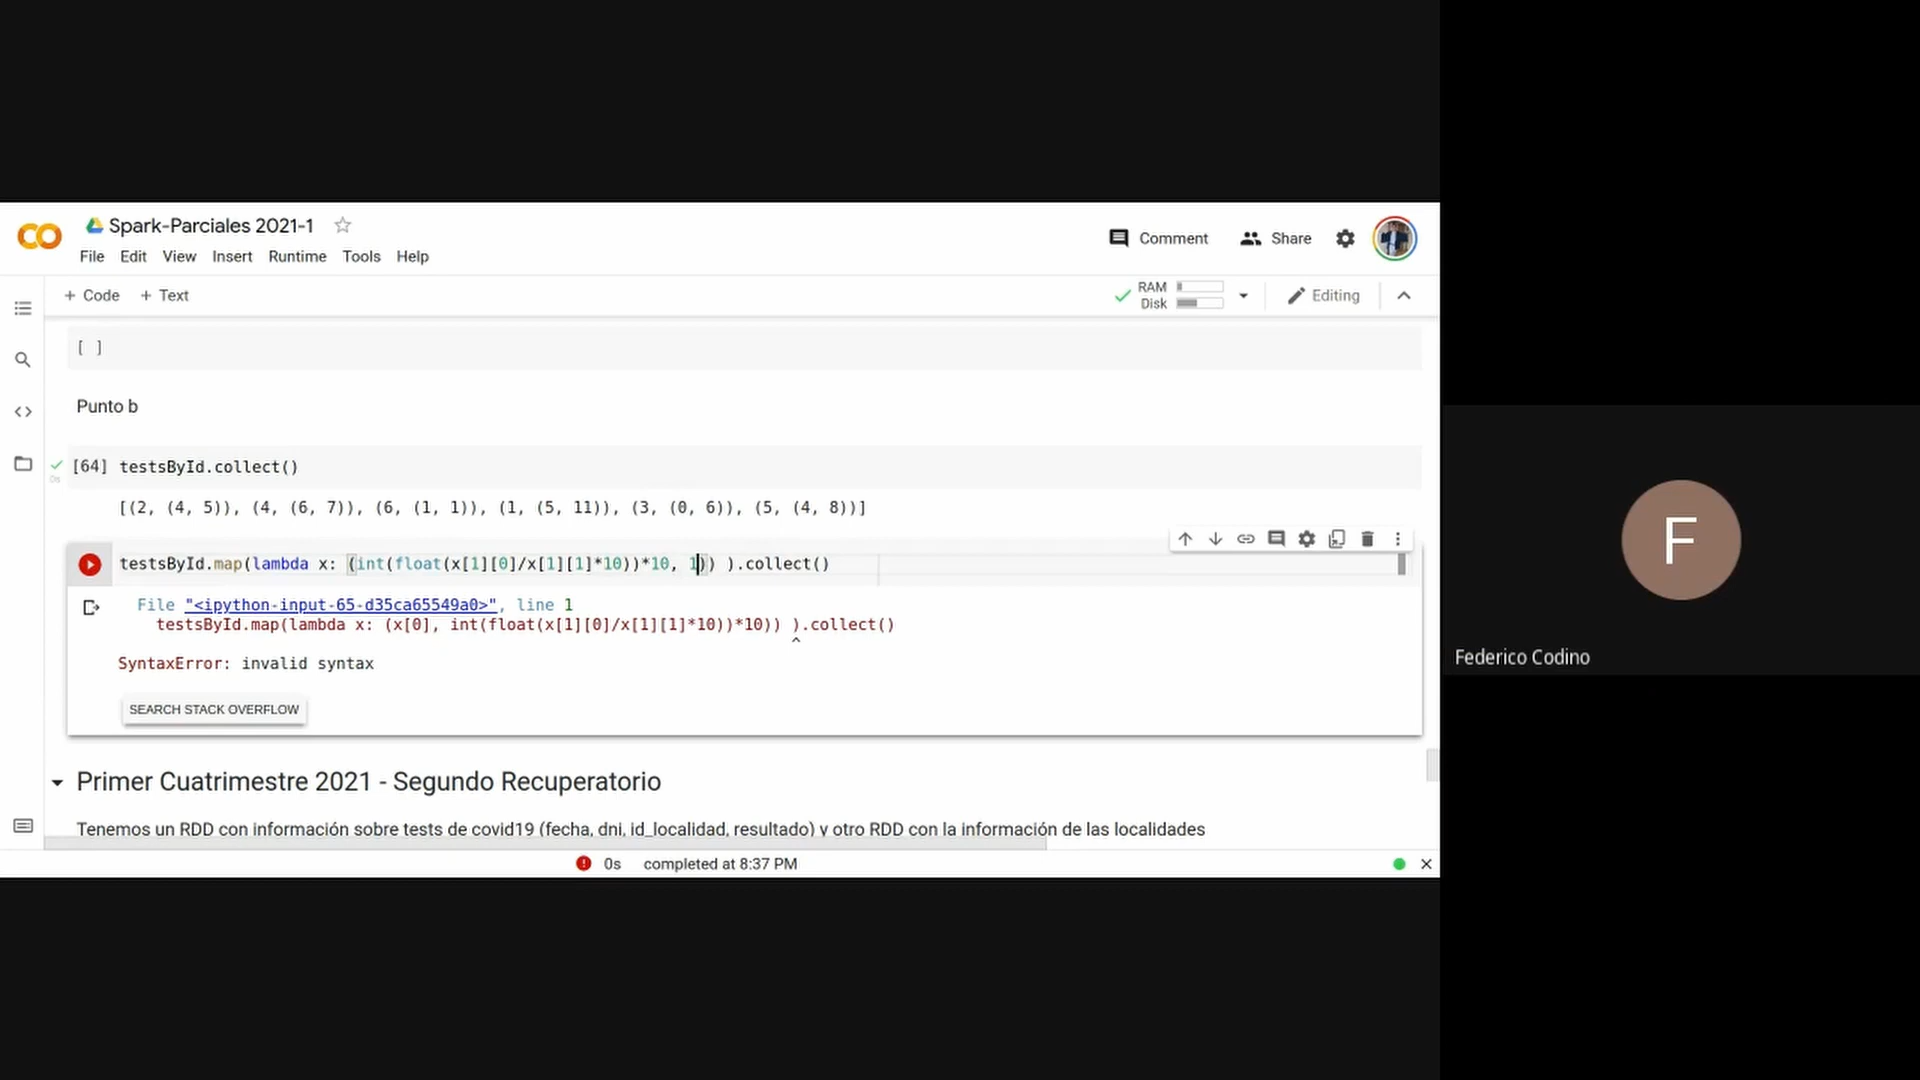 Spark-Parciales 2021-1
Comment
Share
File Edit View Insert Runtime Tools Help
+ Code + Text
RAM
Disk
Editing
[ ]
Punto b
[64] testsById.collect()
0s
[(2, (4, 5)), (4, (6, 7)), (6, (1, 1)), (1, (5, 11)), (3, (0, 6)), (5, (4, 8))]
testsById.map(lambda x: (int(float(x[1][0]/x[1][1]*10))*10, 1)) ).collect()
File "<ipython-input-65-d35ca65549a0>", line 1
testsById.map(lambda x: (x[0], int(float(x[1][0]/x[1][1]*10))*10)) ).collect()
^
SyntaxError: invalid syntax
SEARCH STACK OVERFLOW
Primer Cuatrimestre 2021 - Segundo Recuperatorio
Tenemos un RDD con información sobre tests de covid19 (fecha, dni, id_localidad, resultado) y otro RDD con la información de las localidades
0s completed at 8:37 PM
F
Federico Codino